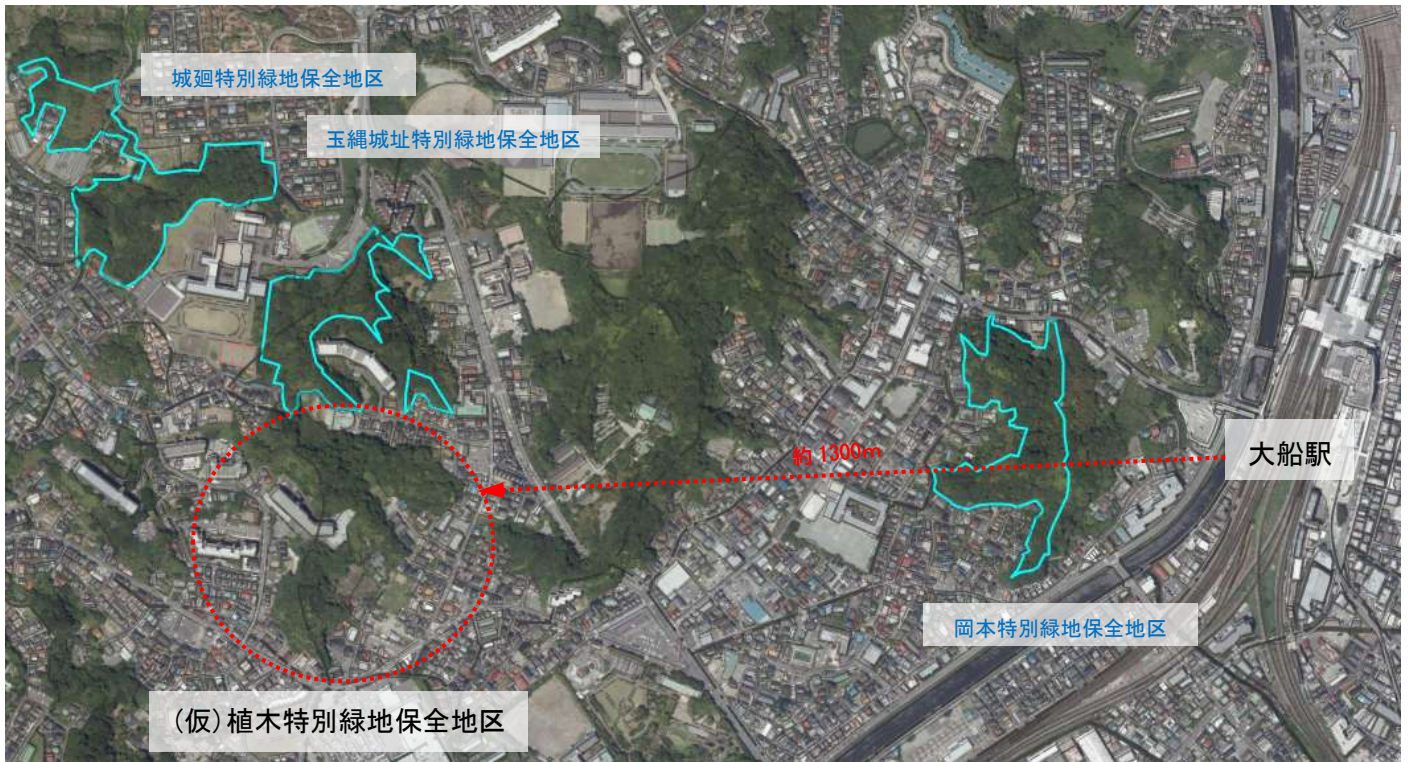 城廻特別緑地保全地区
玉縄城址特別緑地保全地区
約1300m
大船駅
岡本特別緑地保全地区
(仮)植木特別緑地保全地区